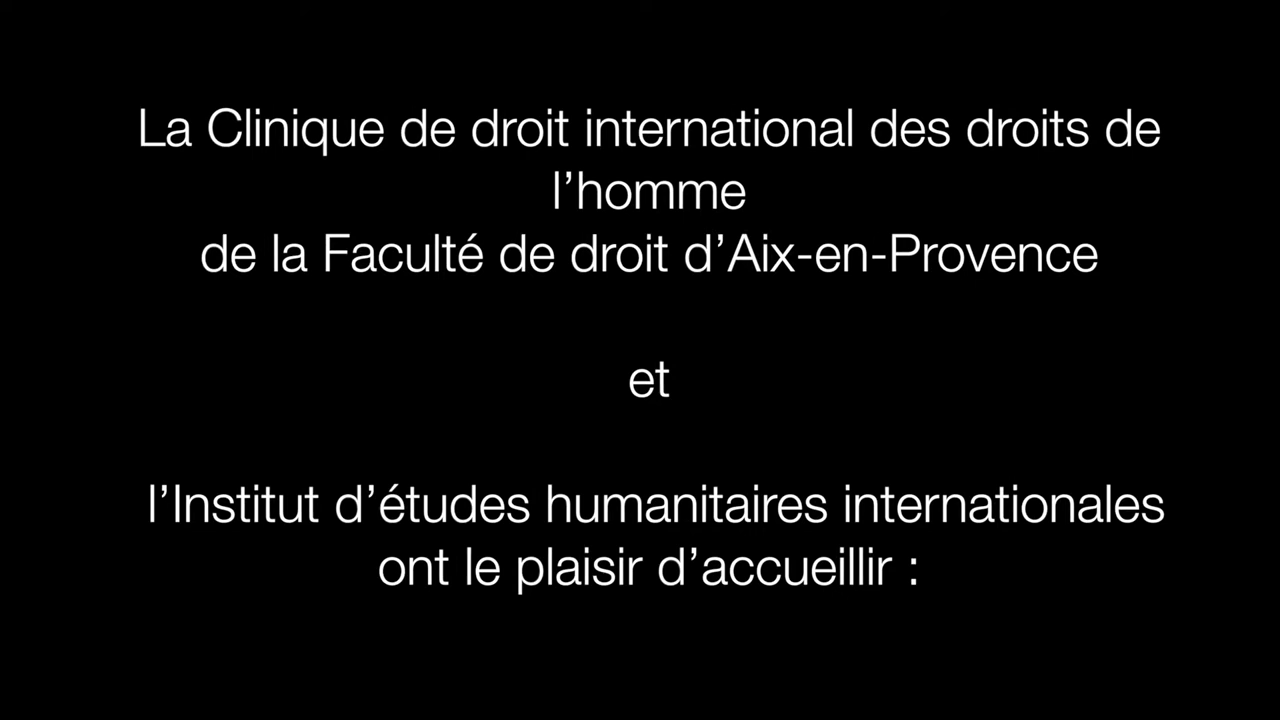 La Clinique de droit international des droits de
l’homme
de la Faculté de droit d’Aix-en-Provence
et
l’Institut d’études humanitaires internationales
ont le plaisir d’accueillir :